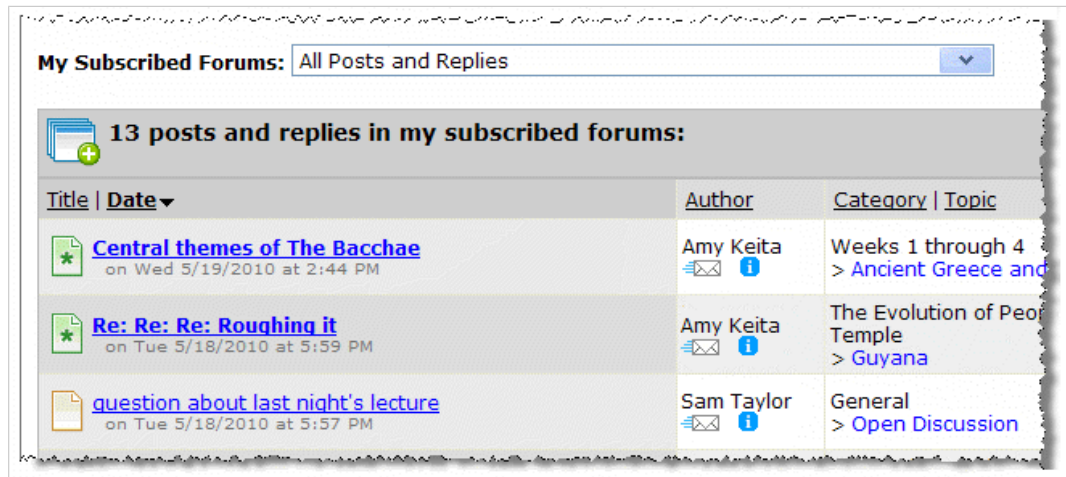 My Subscribed Forums: All Posts and Replies
13 posts and replies in my subscribed forums:
Title | Date Author Category | Topic
Central themes of The Bacchae
on Wed 5/19/2010 at 2:44 PM
Amy Keita
Weeks 1 through 4
> Ancient Greece and
Re: Re: Re: Roughing it
on Tue 5/18/2010 at 5:59 PM
Amy Keita
The Evolution of
Temple
> Guyana
question about last night's lecture
on Tue 5/18/2010 at 5:57 PM
Sam Taylor
General
> Open Discussion